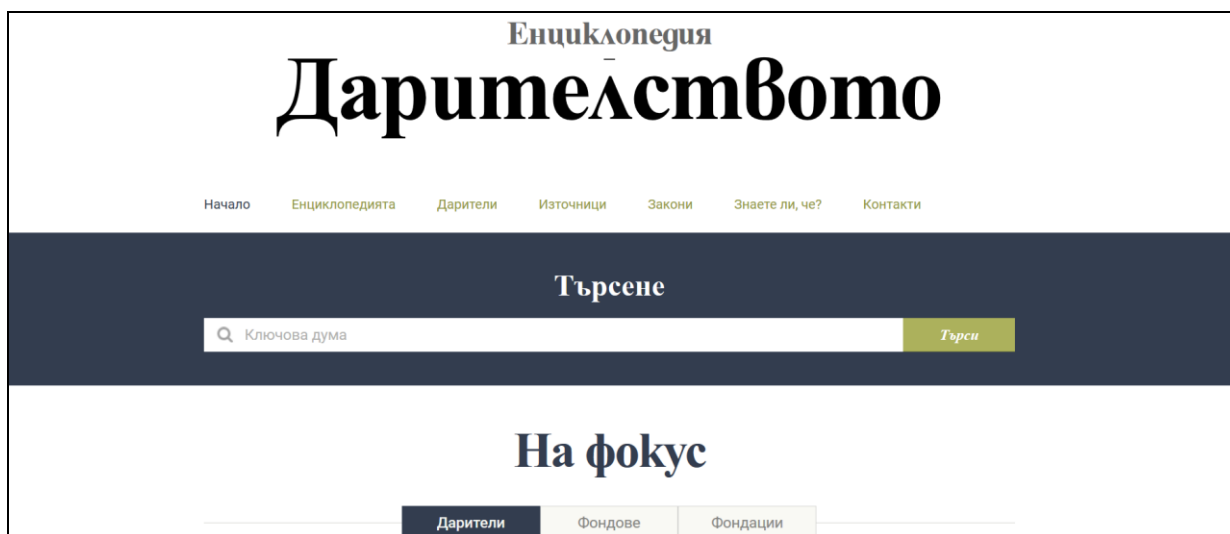 Енциклопедия
Дарителството
Начало Енциклопедията Дарители Източници Закони Знаете ли, че? Контакти
Търсене
Ключова дума Търси
На фокус
Дарители Фондове Фондации